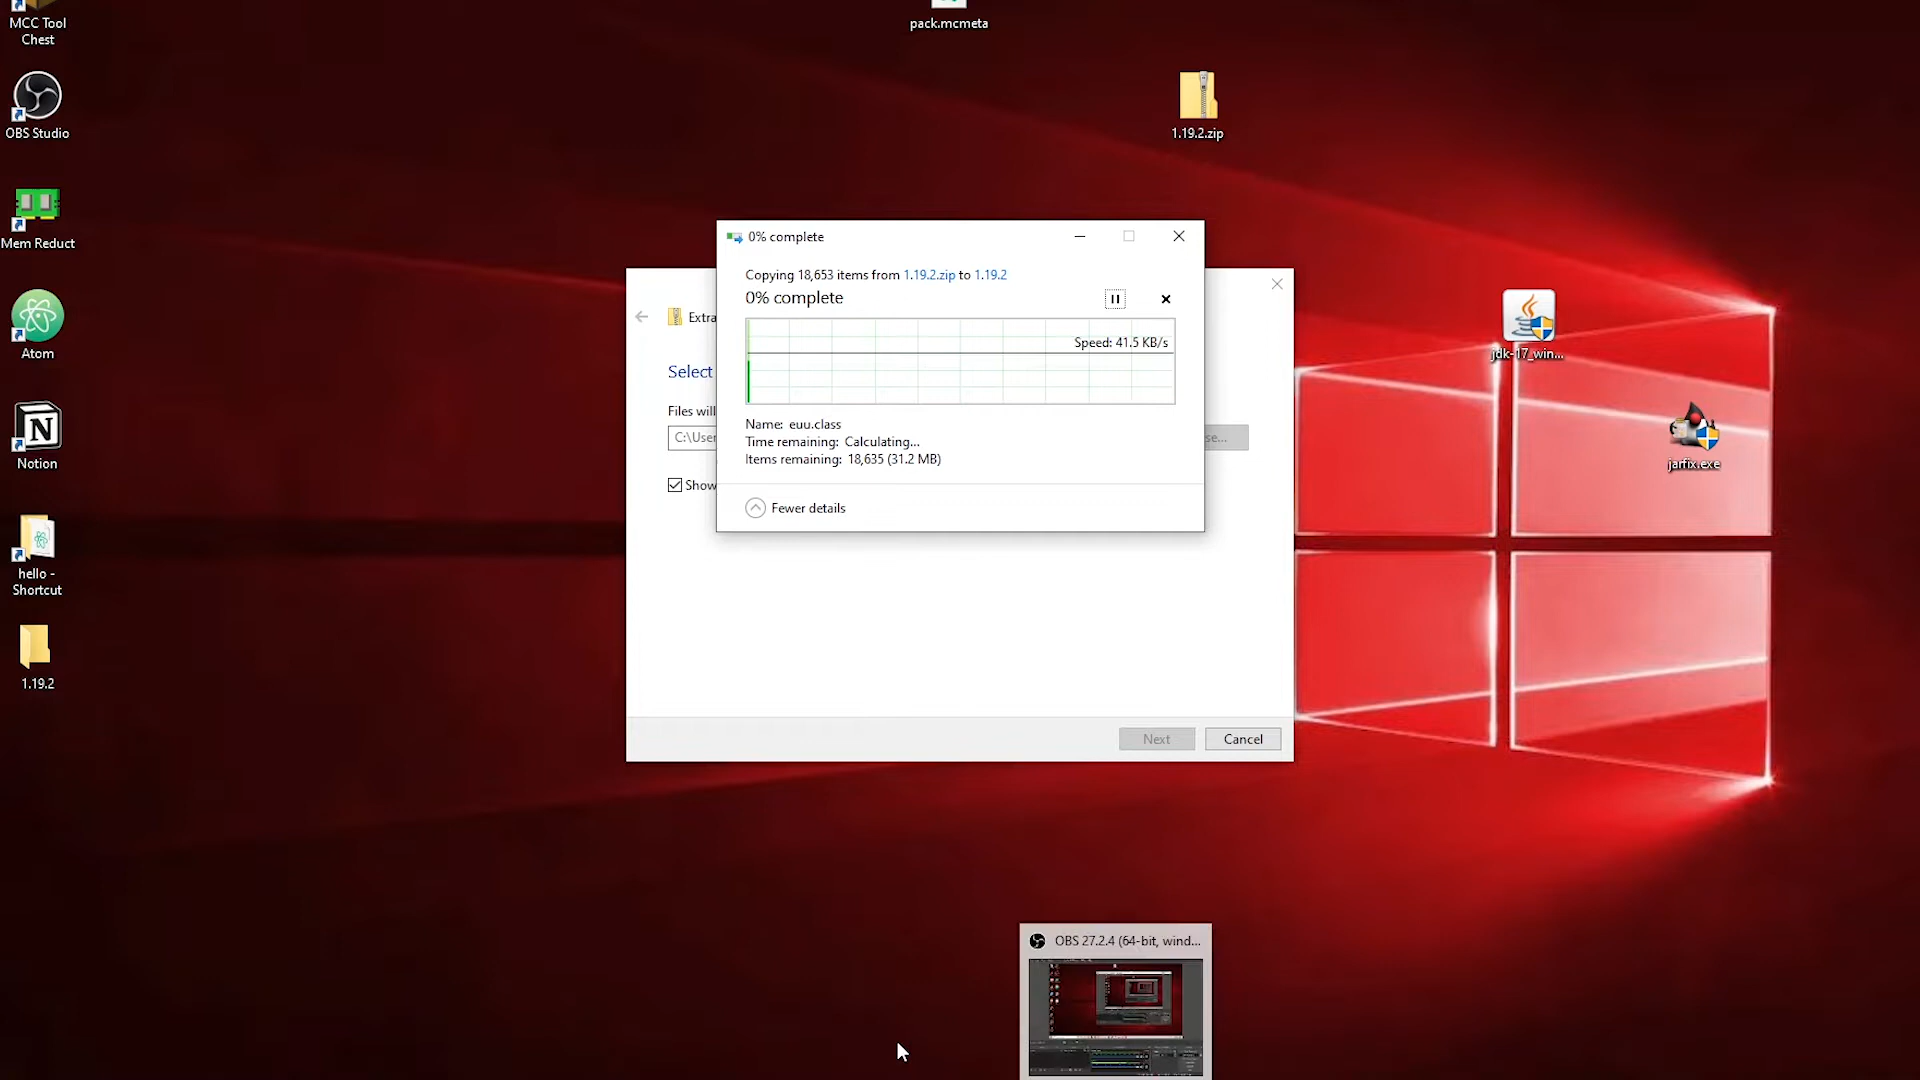 MCC Tool
Chest
OBS Studio
Mem Reduct
Atom
Notion
hello -
Shortcut
1.19.2
pack.mcmeta
1.19.2.zip
0% complete
Copying 18,653 items from 1.19.2.zip to 1.19.2
0% complete
Speed: 41.5 KB/s
Name: euu.class
Time remaining: Calculating...
Items remaining: 18,635 (31.2 MB)
Fewer details
Extra
Select
Files will
C:\User
se...
Show
Next
Cancel
jdk-17_win...
jarfix.exe
OBS 27.2.4 (64-bit, wind...